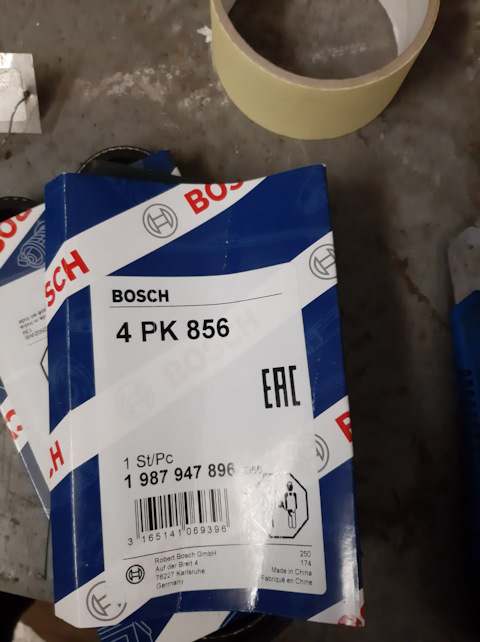 BOSCH
BOSCH
BOSCH
4 PK 856
EAC
1 St/Pc
1 987 947 896
3 165141 069396
Robert Bosch GmbH
Auf der Breit 4
76227 Karlsruhe
Germany
250
174
Made in China
Fabriqué en Chine